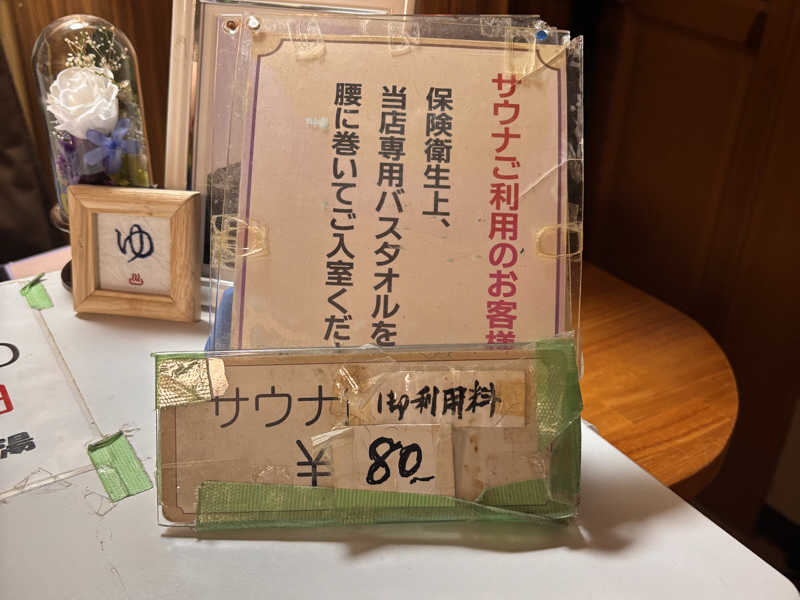 サウナご利用のお客様
保険衛生上、
当店専用バスタオルを
腰に巻いてご入室くだ
サウナ 御利用料
¥80
ゆ
湯